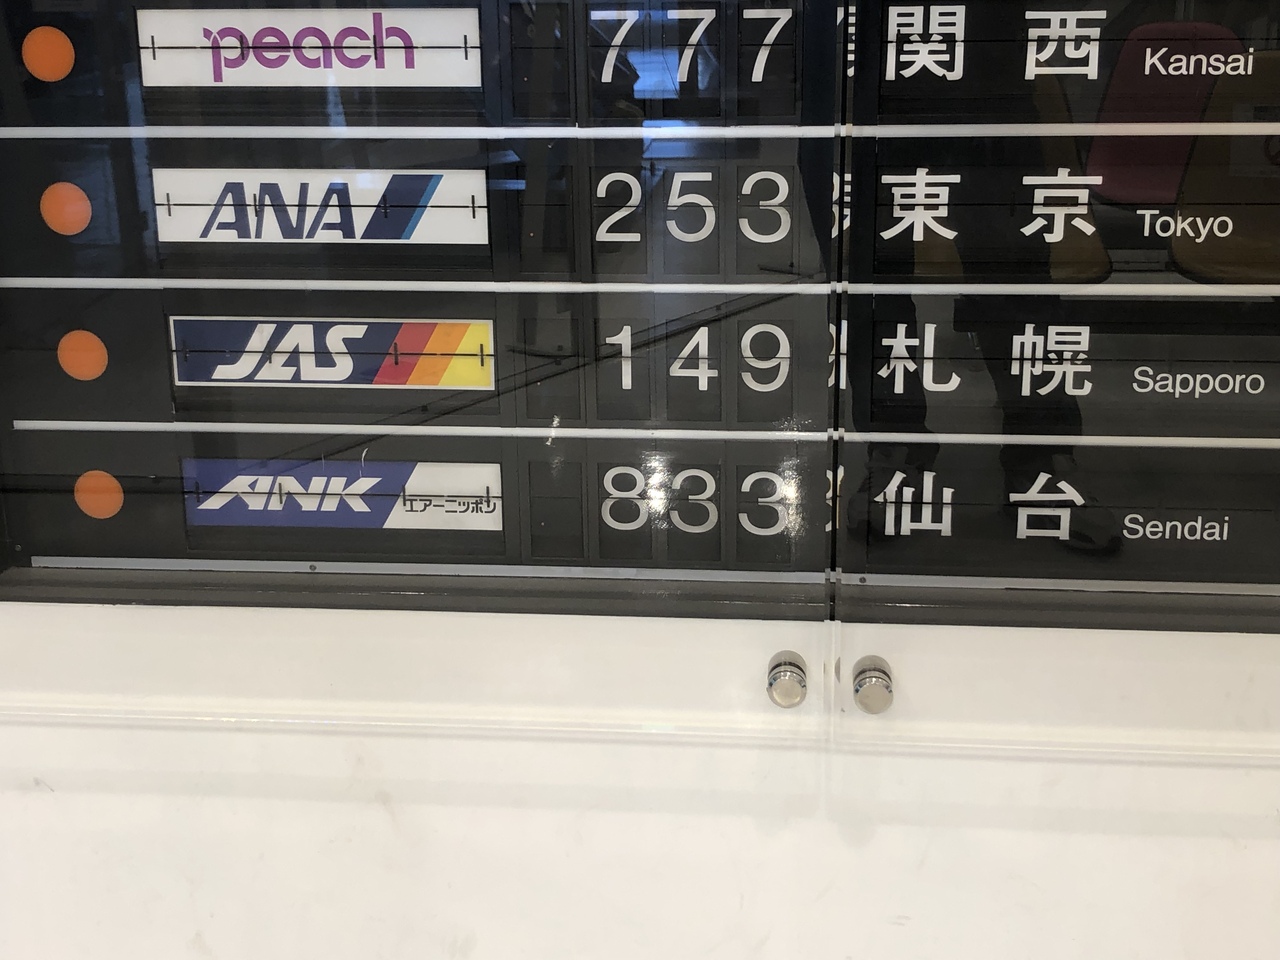 peach 777 関西 Kansai
ANA 253 東京 Tokyo
JAS 149 札幌 Sapporo
ANK エアーニッポン 833 仙台 Sendai